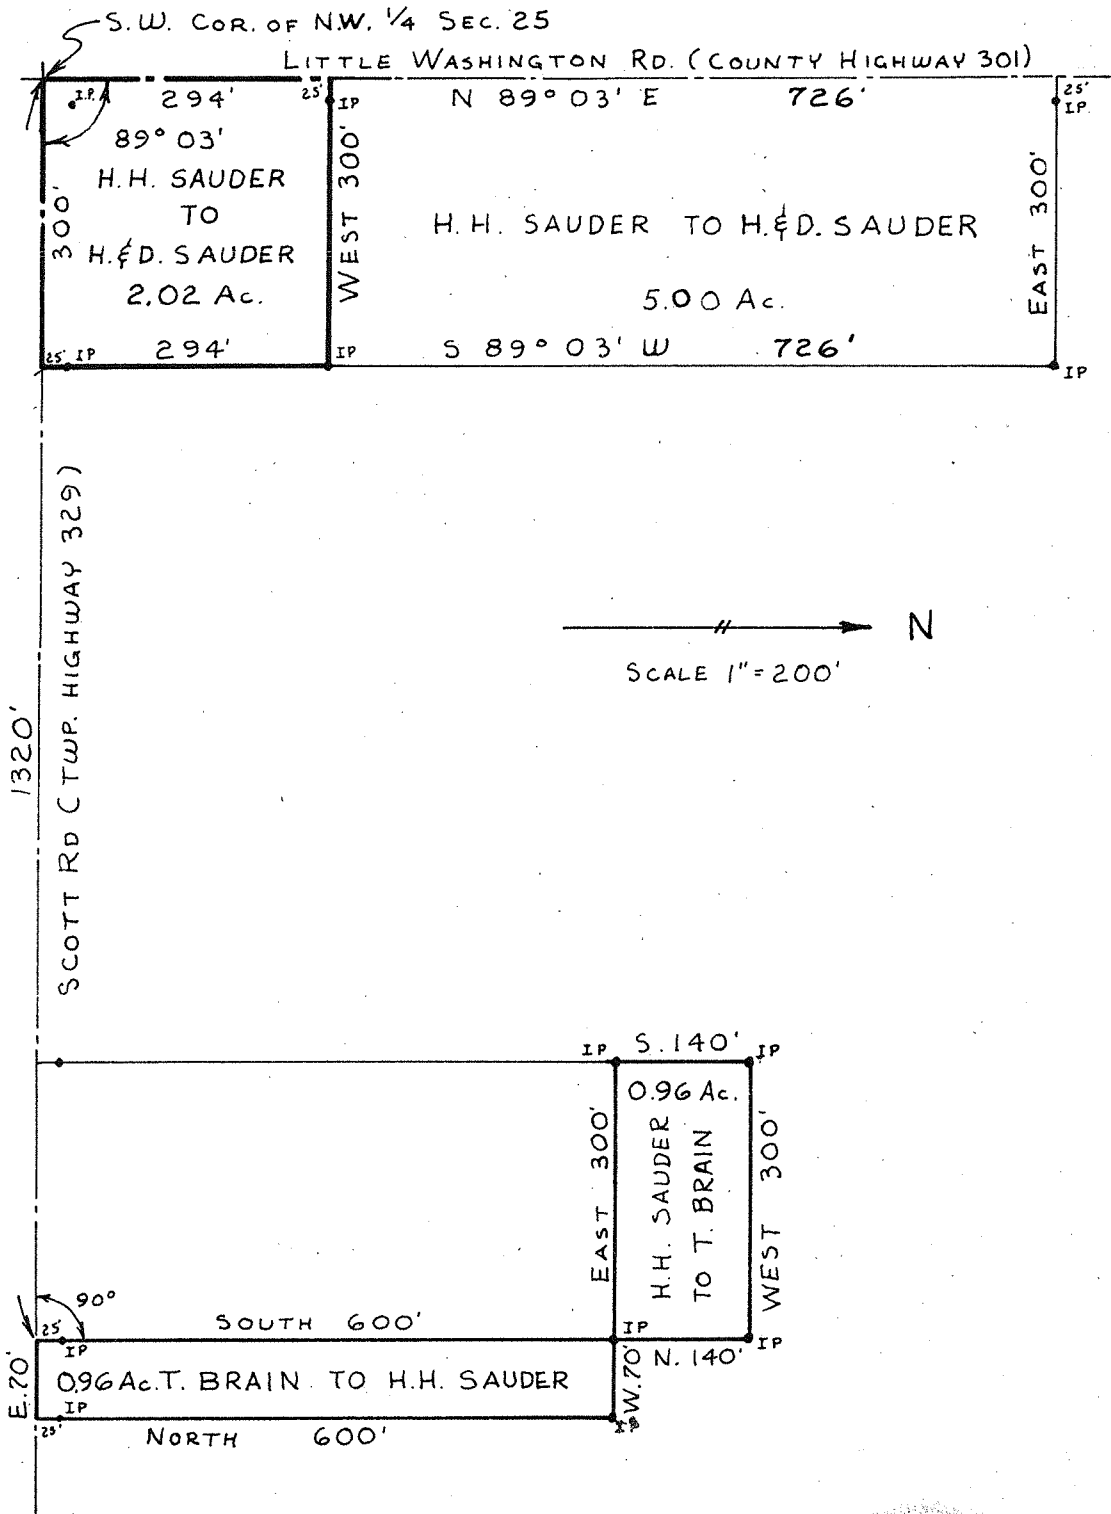 S.W. COR. OF N.W. 1/4 SEC. 25
LITTLE WASHINGTON RD. (COUNTY HIGHWAY 301)
I.P. 294' 25' IP N 89° 03' E 726' 25' IP
89° 03'
300'
H.H. SAUDER
TO
H.&D. SAUDER
2.02 Ac.
WEST 300'
H.H. SAUDER TO H.&D. SAUDER
5.00 Ac.
EAST 300'
25' IP 294' IP S 89° 03' W 726' IP
SCOTT RD (TWP. HIGHWAY 329)
1320'
N
SCALE 1"=200'
IP S. 140' IP
0.96 Ac.
EAST 300'
H.H. SAUDER
TO T. BRAIN
WEST 300'
90°
25' IP SOUTH 600' IP N. 140' IP
E. 70'
0.96 Ac. T. BRAIN TO H.H. SAUDER
W. 70'
25' IP NORTH 600'